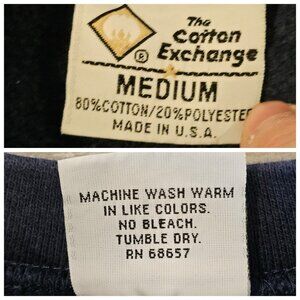 The
Cotton
Exchange
®
MEDIUM
80%COTTON/20%POLYESTER
MADE IN U.S.A.
MACHINE WASH WARM
IN LIKE COLORS.
NO BLEACH.
TUMBLE DRY.
RN 68657